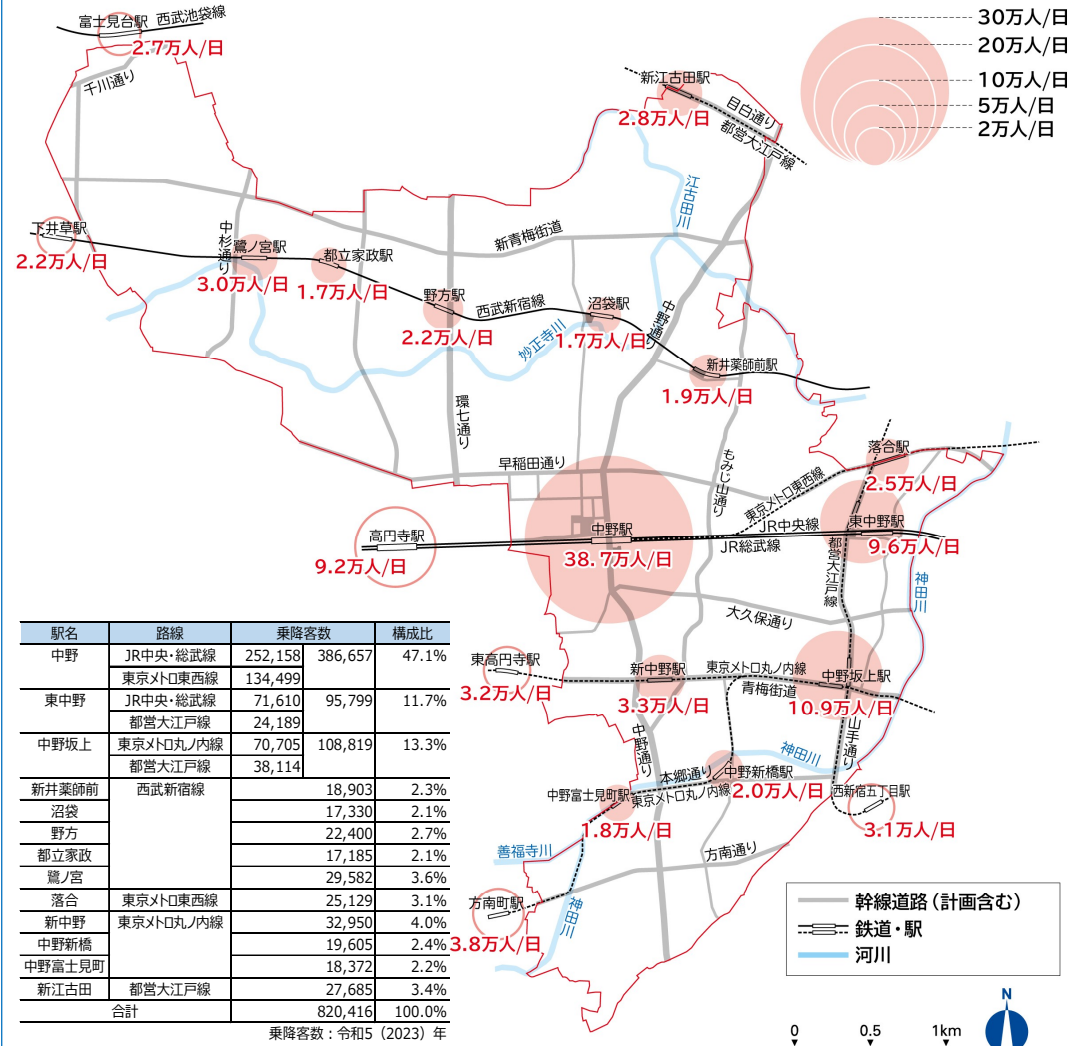 富士見台駅 西武池袋線
2.7万人/日
千川通り
新江古田駅
2.8万人/日
目白通り
都営大江戸線
30万人/日
20万人/日
10万人/日
5万人/日
2万人/日
江古田川
下井草駅
2.2万人/日
中杉通り
鷺ノ宮駅
3.0万人/日
都立家政駅
1.7万人/日
新青梅街道
野方駅
2.2万人/日
西武新宿線
沼袋駅
1.7万人/日
中野通り
妙正寺川
新井薬師前駅
1.9万人/日
環七通り
早稲田通り
もみじ山通り
東京メトロ東西線
落合駅
2.5万人/日
高円寺駅
9.2万人/日
中野駅
38.7万人/日
JR中央線
JR総武線
東中野駅
9.6万人/日
都営大江戸線
神田川
大久保通り
東高円寺駅
3.2万人/日
新中野駅
3.3万人/日
東京メトロ丸ノ内線
青梅街道
中野坂上駅
10.9万人/日
山手通り
中野通り
神田川
本郷通り
中野新橋駅
2.0万人/日
東京メトロ丸ノ内線
中野富士見町駅
1.8万人/日
西新宿五丁目駅
3.1万人/日
善福寺川
方南通り
方南町駅
3.8万人/日
神田川
駅名 路線 乗降客数 構成比
中野 JR中央・総武線 252,158 386,657 47.1%
東京メトロ東西線 134,499
東中野 JR中央・総武線 71,610 95,799 11.7%
都営大江戸線 24,189
中野坂上 東京メトロ丸ノ内線 70,705 108,819 13.3%
都営大江戸線 38,114
新井薬師前 西武新宿線 18,903 2.3%
沼袋 17,330 2.1%
野方 22,400 2.7%
都立家政 17,185 2.1%
鷺ノ宮 29,582 3.6%
落合 東京メトロ東西線 25,129 3.1%
新中野 東京メトロ丸ノ内線 32,950 4.0%
中野新橋 19,605 2.4%
中野富士見町 18,372 2.2%
新江古田 都営大江戸線 27,685 3.4%
合計 820,416 100.0%
乗降客数：令和5（2023）年
幹線道路（計画含む）
鉄道・駅
河川
N
0 0.5 1km